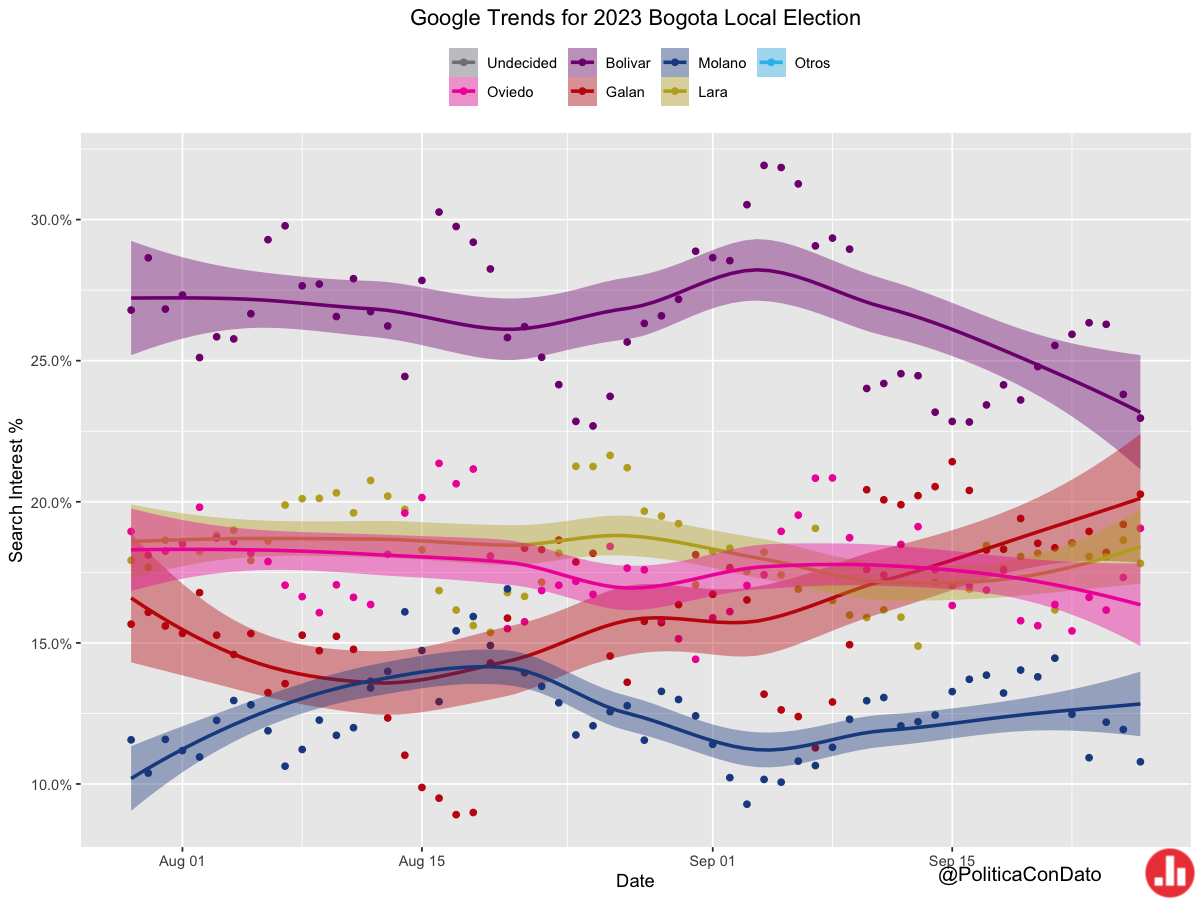 Google Trends for 2023 Bogota Local Election
Undecided Bolivar Molano Otros
Oviedo Galan Lara
Search Interest %
30.0%
25.0%
20.0%
15.0%
10.0%
Aug 01 Aug 15 Sep 01 Sep 15
Date
@PoliticaConDato